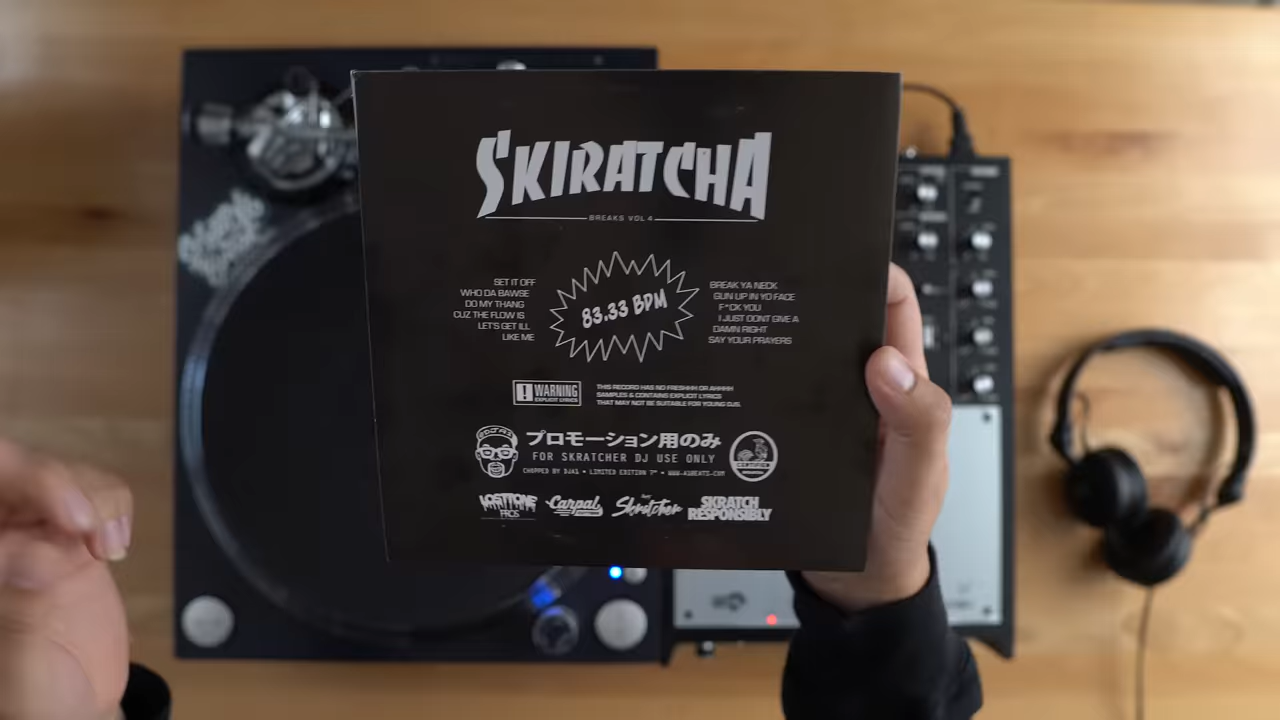 SKIRATCHA
BREAKS VOL 4
SET IT OFF
WHO DA BAWSE
DO MY THANG
CUZ THE FLOW IS
LET'S GET ILL
LIKE ME
83.33 BPM
BREAK YA NECK
GUN UP IN YO FACE
F*CK YOU
I JUST DONT GIVE A
DAMN RIGHT
SAY YOUR PRAYERS
! WARNING
EXPLICIT LYRICS
THIS RECORD HAS NO FRESHHH OR AHHHH
SAMPLES & CONTAINS EXPLICIT LYRICS
THAT MAY NOT BE SUITABLE FOR YOUNG DJS.
プロモーション用のみ
FOR SKRATCHER DJ USE ONLY
CHOPPED BY DJA1 • LIMITED EDITION 7" • WWW.A1BEATS.COM
CERTIFIED
LOSTTONE
PROS
Carpal
Skratcher
SKRATCH
RESPONSIBLY